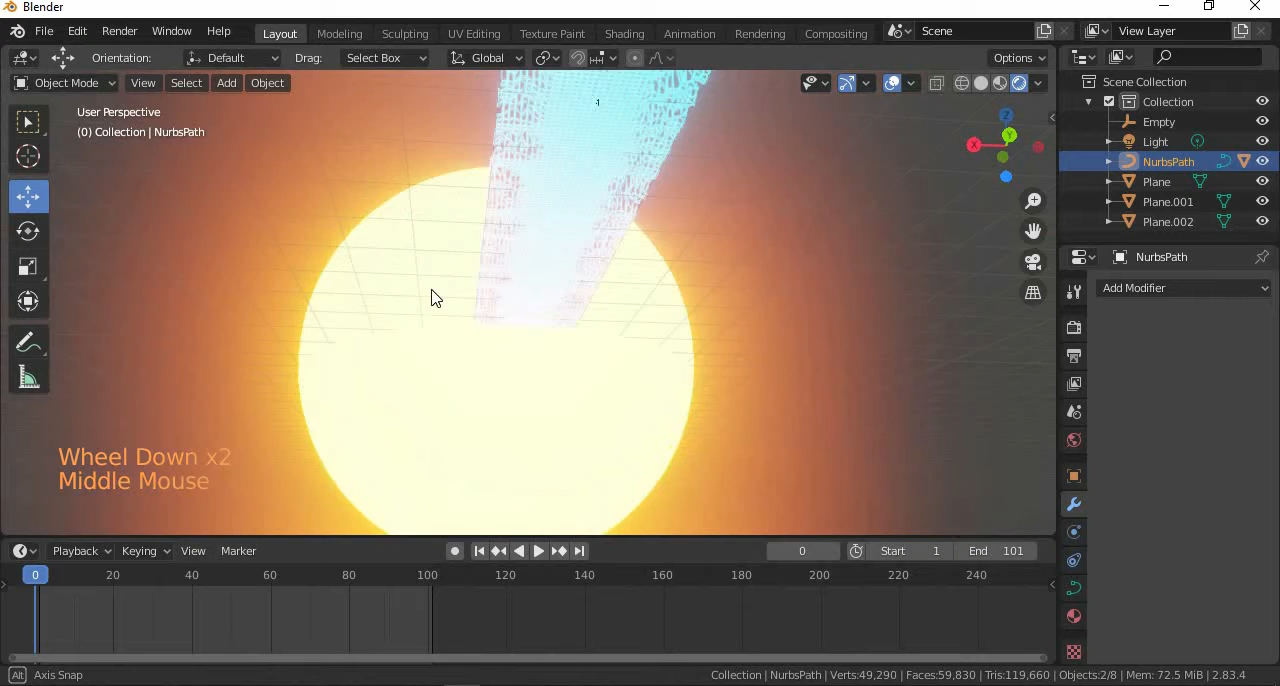 Blender
File Edit Render Window Help Layout Modeling Sculpting UV Editing Texture Paint Shading Animation Rendering Compositing Scene View Layer
Orientation: Default Drag: Select Box Global Options
Object Mode View Select Add Object
User Perspective
(0) Collection | NurbsPath
Z
Y
X
Scene Collection
Collection
Empty
Light
NurbsPath
Plane
Plane.001
Plane.002
NurbsPath
Add Modifier
Wheel Down x2
Middle Mouse
Playback Keying View Marker 0 Start 1 End 101
0 20 40 60 80 100 120 140 160 180 200 220 240
Alt Axis Snap Collection | NurbsPath | Verts:49,290 | Faces:59,830 | Tris:119,660 | Objects:2/8 | Mem: 72.5 MiB | 2.83.4